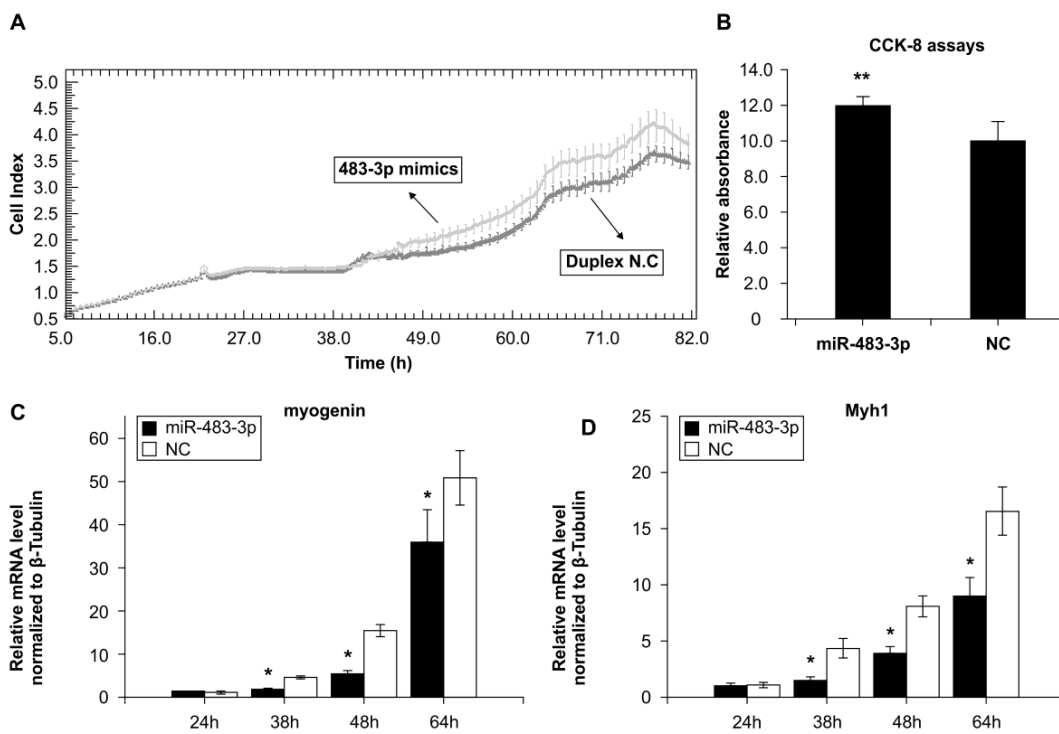 A
5.0
4.5
4.0
3.5
3.0
2.5
2.0
1.5
1.0
0.5
Cell Index
483-3p mimics
Duplex N.C
5.0 16.0 27.0 38.0 49.0 60.0 71.0 82.0
Time (h)
B
CCK-8 assays
14.0
12.0
10.0
8.0
6.0
4.0
2.0
0
Relative absorbance
**
miR-483-3p NC
C
myogenin
miR-483-3p
NC
60
50
40
30
20
10
0
Relative mRNA level
normalized to β-Tubulin
*
*
*
24h 38h 48h 64h
D
Myh1
miR-483-3p
NC
25
20
15
10
5
0
Relative mRNA level
normalized to β-Tubulin
*
*
*
24h 38h 48h 64h